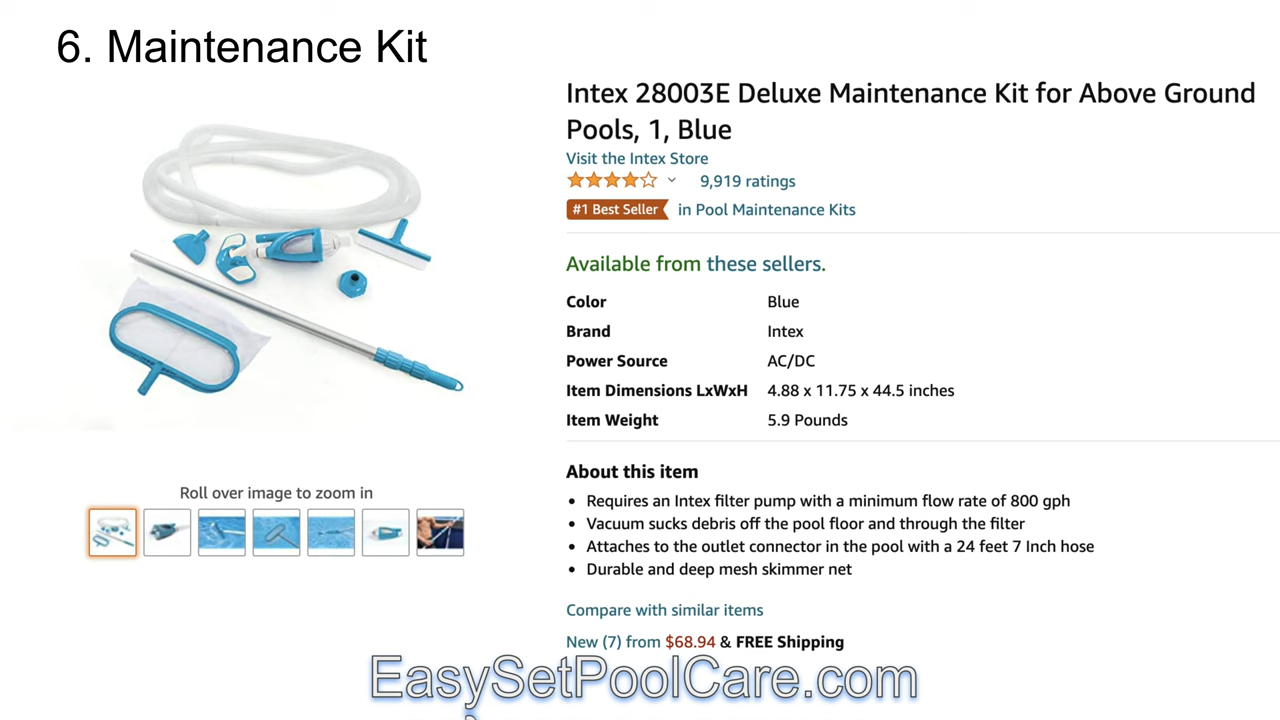 6. Maintenance Kit
Intex 28003E Deluxe Maintenance Kit for Above Ground
Pools, 1, Blue
Visit the Intex Store
9,919 ratings
#1 Best Seller in Pool Maintenance Kits
Available from these sellers.
Color Blue
Brand Intex
Power Source AC/DC
Item Dimensions LxWxH 4.88 x 11.75 x 44.5 inches
Item Weight 5.9 Pounds
About this item
• Requires an Intex filter pump with a minimum flow rate of 800 gph
• Vacuum sucks debris off the pool floor and through the filter
• Attaches to the outlet connector in the pool with a 24 feet 7 Inch hose
• Durable and deep mesh skimmer net
Roll over image to zoom in
Compare with similar items
New (7) from $68.94 & FREE Shipping
EasySetPoolCare.com